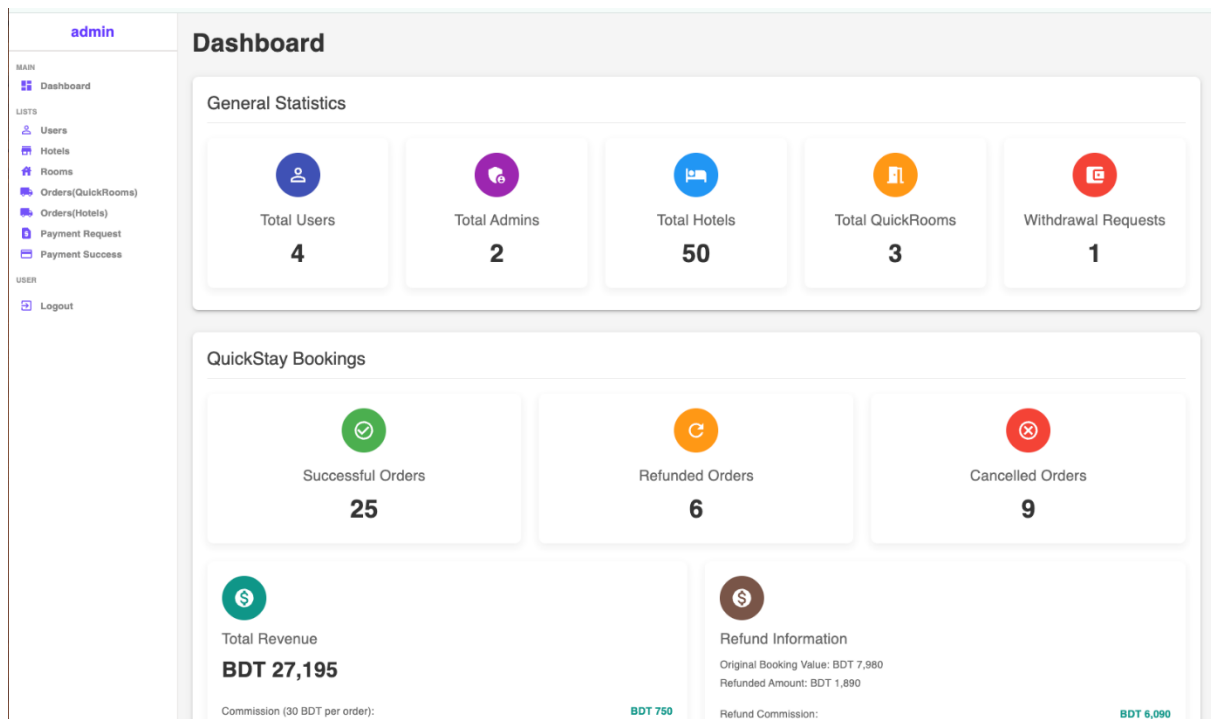 admin
MAIN
Dashboard
LISTS
Users
Hotels
Rooms
Orders(QuickRooms)
Orders(Hotels)
Payment Request
Payment Success
USER
Logout
Dashboard
General Statistics
Total Users
4
Total Admins
2
Total Hotels
50
Total QuickRooms
3
Withdrawal Requests
1
QuickStay Bookings
Successful Orders
25
Refunded Orders
6
Cancelled Orders
9
Total Revenue
BDT 27,195
Commission (30 BDT per order): BDT 750
Refund Information
Original Booking Value: BDT 7,980
Refunded Amount: BDT 1,890
Refund Commission: BDT 6,090